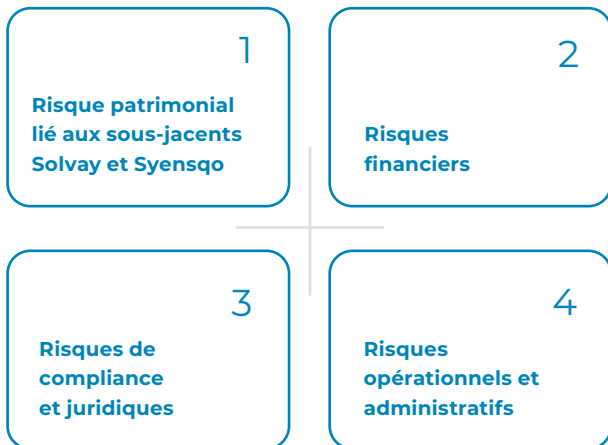 1
Risque patrimonial
lié aux sous-jacents
Solvay et Syensqo
2
Risques
financiers
3
Risques de
compliance
et juridiques
4
Risques
opérationnels et
administratifs